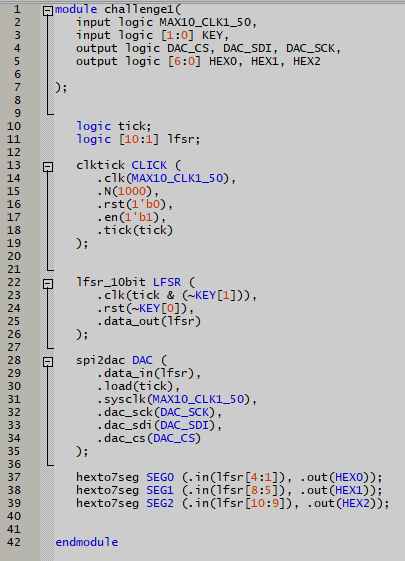 1 module challenge1(
2 input logic MAX10_CLK1_50,
3 input logic [1:0] KEY,
4 output logic DAC_CS, DAC_SDI, DAC_SCK,
5 output logic [6:0] HEX0, HEX1, HEX2
6
7 );
8
9
10 logic tick;
11 logic [10:1] lfsr;
12
13 clktick CLICK (
14 .clk(MAX10_CLK1_50),
15 .N(1000),
16 .rst(1'b0),
17 .en(1'b1),
18 .tick(tick)
19 );
20
21
22 lfsr_10bit LFSR (
23 .clk(tick & (~KEY[1])),
24 .rst(~KEY[0]),
25 .data_out(lfsr)
26 );
27
28 spi2dac DAC (
29 .data_in(lfsr),
30 .load(tick),
31 .sysclk(MAX10_CLK1_50),
32 .dac_sck(DAC_SCK),
33 .dac_sdi(DAC_SDI),
34 .dac_cs(DAC_CS)
35 );
36
37 hexto7seg SEG0 (.in(lfsr[4:1]), .out(HEX0));
38 hexto7seg SEG1 (.in(lfsr[8:5]), .out(HEX1));
39 hexto7seg SEG2 (.in(lfsr[10:9]), .out(HEX2));
40
41
42 endmodule